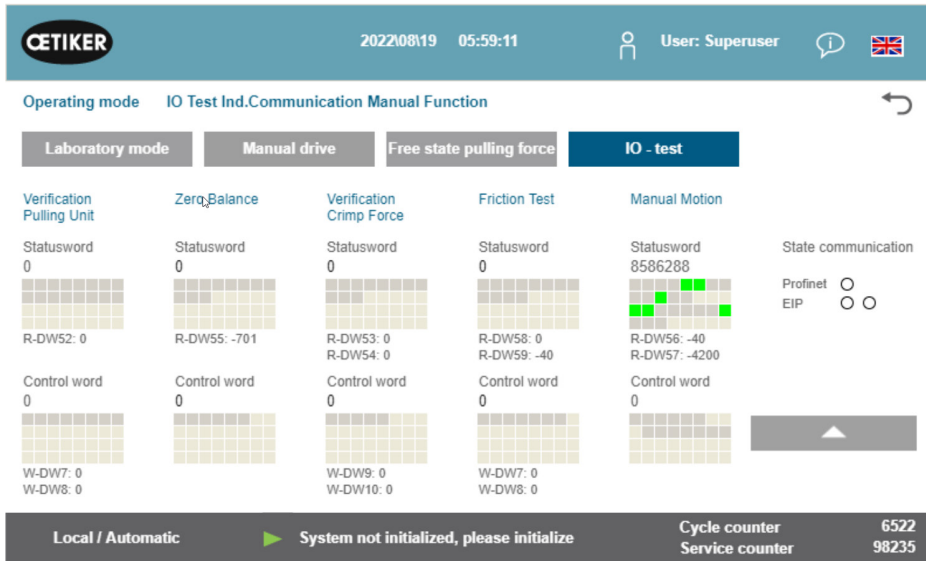 ŒTIKER
2022\08\19 05:59:11
User: Superuser
Operating mode IO Test Ind.Communication Manual Function
Laboratory mode
Manual drive
Free state pulling force
IO - test
Verification
Pulling Unit
Zero Balance
Verification
Crimp Force
Friction Test
Manual Motion
Statusword
0
Statusword
0
Statusword
0
Statusword
0
Statusword
8586288
State communication
Profinet
EIP
R-DW52: 0
R-DW55: -701
R-DW53: 0
R-DW54: 0
R-DW58: 0
R-DW59: -40
R-DW56: -40
R-DW57: -4200
Control word
0
Control word
0
Control word
0
Control word
0
Control word
0
W-DW7: 0
W-DW8: 0
W-DW9: 0
W-DW10: 0
W-DW7: 0
W-DW8: 0
Local / Automatic
System not initialized, please initialize
Cycle counter 6522
Service counter 98235